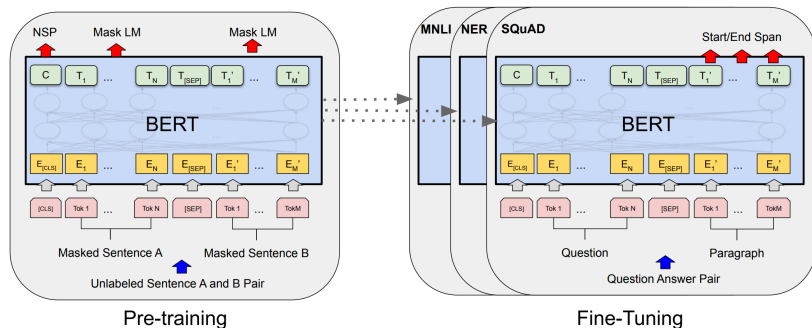 NSP Mask LM Mask LM
C T1 ... TN T[SEP] T1' ... TM'
BERT
E[CLS] E1 ... EN E[SEP] E1' ... EM'
[CLS] Tok 1 ... Tok N [SEP] Tok 1 ... TokM
Masked Sentence A Masked Sentence B
Unlabeled Sentence A and B Pair
Pre-training
MNLI NER SQuAD
Start/End Span
C T1 ... TN T[SEP] T1' ... TM'
BERT
E[CLS] E1 ... EN E[SEP] E1' ... EM'
[CLS] Tok 1 ... Tok N [SEP] Tok 1 ... TokM
Question Paragraph
Question Answer Pair
Fine-Tuning